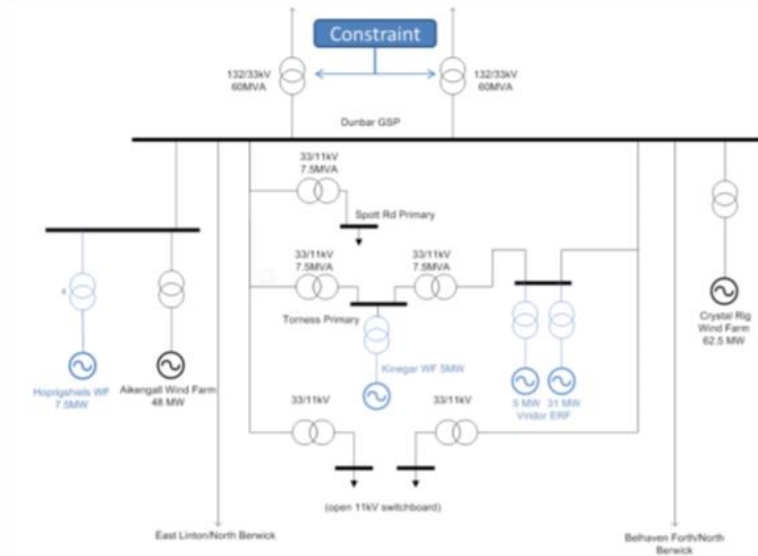 Constraint
132/33kV
60MVA
132/33kV
60MVA
Dunbar GSP
33/11kV
7.5MVA
Spott Rd Primary
33/11kV
7.5MVA
33/11kV
7.5MVA
Torness Primary
Kinegar WF 5MW
Hoprigshiels WF
7.5MW
Aikengall Wind Farm
48 MW
5 MW
31 MW
Viridor ERF
Crystal Rig
Wind Farm
62.5 MW
33/11kV
33/11kV
(open 11kV switchboard)
East Linton/North Berwick
Belhaven Forth/North
Berwick